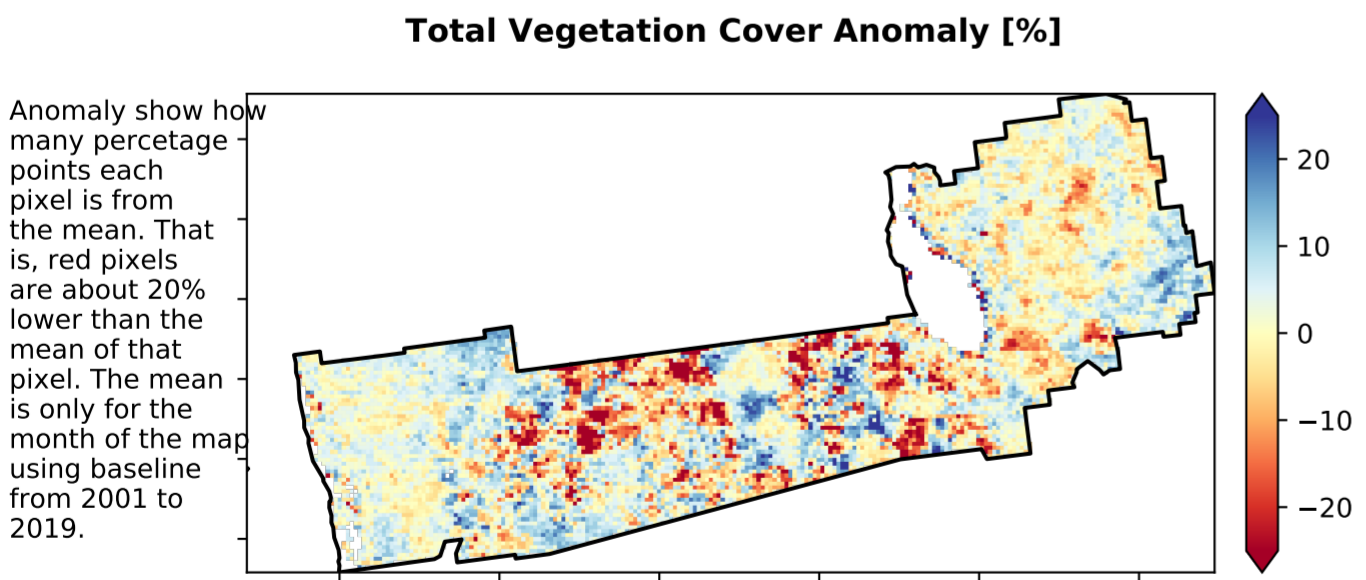 Total Vegetation Cover Anomaly [%]
Anomaly show how
many percetage
points each
pixel is from
the mean. That
is, red pixels
are about 20%
lower than the
mean of that
pixel. The mean
is only for the
month of the map
using baseline
from 2001 to
2019.
20
10
0
−10
−20